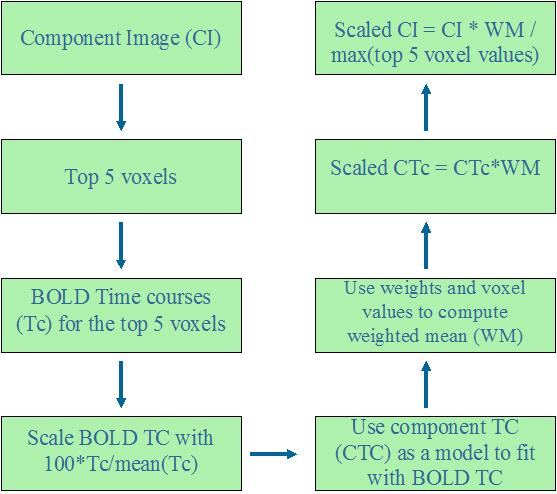 Component Image (CI)
Top 5 voxels
BOLD Time courses
(Tc) for the top 5 voxels
Scale BOLD TC with
100*Tc/mean(Tc)
Use component TC
(CTC) as a model to fit
with BOLD TC
Use weights and voxel
values to compute
weighted mean (WM)
Scaled CTc = CTc*WM
Scaled CI = CI * WM /
max(top 5 voxel values)